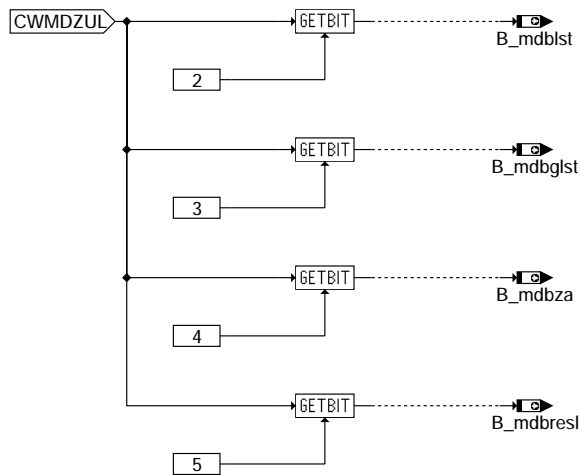 CWMDZUL
GETBIT
B_mdblst
2
GETBIT
B_mdbglst
3
GETBIT
B_mdbza
4
GETBIT
B_mdbresl
5